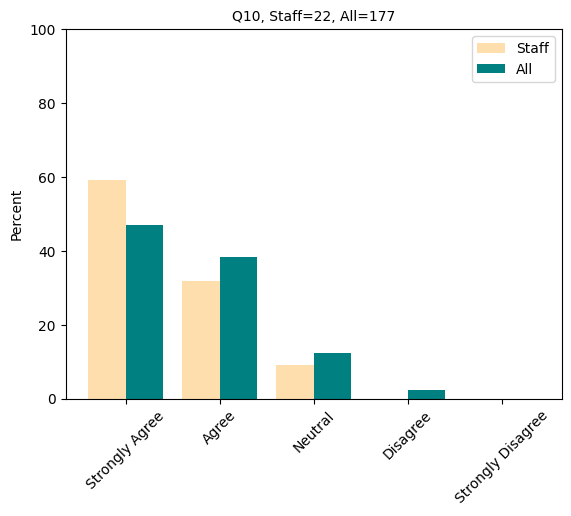 Q10, Staff=22, All=177
100
80
60
40
20
0
Percent
Staff
All
Strongly Agree
Agree
Neutral
Disagree
Strongly Disagree